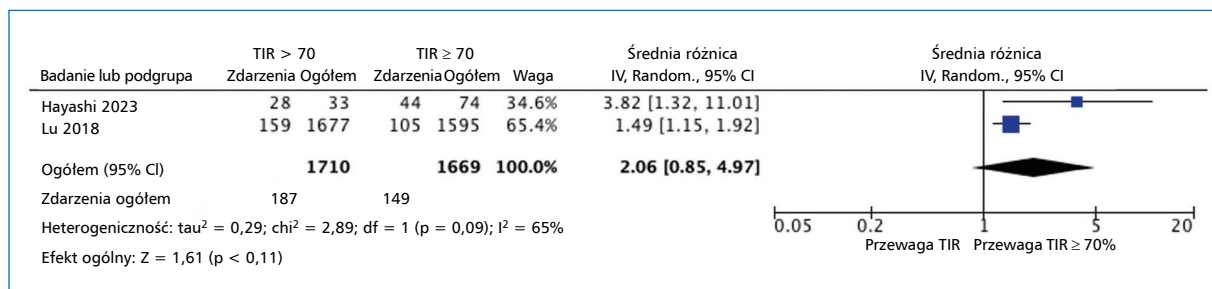 TIR > 70 TIR ≥ 70 Średnia różnica Średnia różnica
Badanie lub podgrupa Zdarzenia Ogółem Zdarzenia Ogółem Waga IV, Random., 95% CI IV, Random., 95% CI
Hayashi 2023 28 33 44 74 34.6% 3.82 [1.32, 11.01]
Lu 2018 159 1677 105 1595 65.4% 1.49 [1.15, 1.92]
Ogółem (95% Cl) 1710 1669 100.0% 2.06 [0.85, 4.97]
Zdarzenia ogółem 187 149
Heterogeniczność: tau² = 0,29; chi² = 2,89; df = 1 (p = 0,09); I² = 65%
Efekt ogólny: Z = 1,61 (p < 0,11)
0.05 0.2 1 5 20
Przewaga TIR Przewaga TIR ≥ 70%